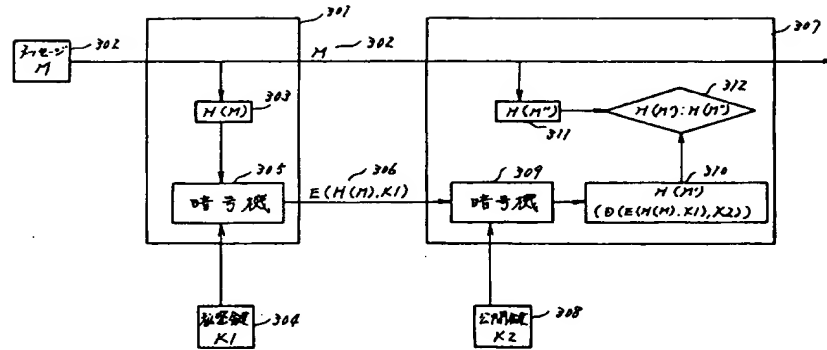 301
302
メッセージ
M
M
302
307
H(M)
303
H(M'')
311
312
H(M'):H(M'')
305
暗号機
306
E(H(M),K1)
309
暗号機
310
H(M')
(D(E(H(M),K1),K2))
秘密鍵
K1
304
公開鍵
K2
308